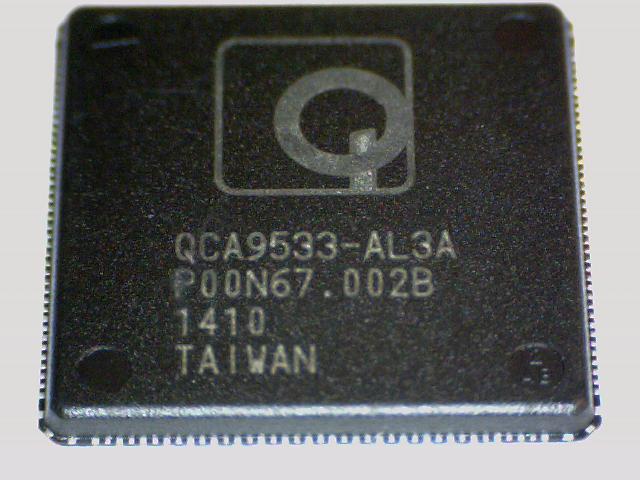 Q
QCA9533-AL3A
P00N67.002B
1410
TAIWAN